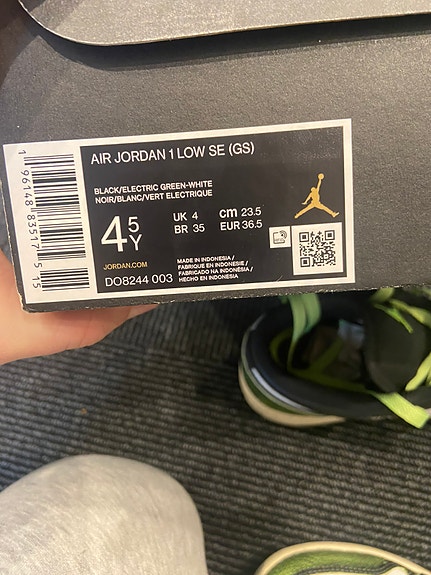 AIR JORDAN 1 LOW SE (GS)
BLACK/ELECTRIC GREEN-WHITE
NOIR/BLANC/VERT ELECTRIQUE
4 5 Y
UK 4 cm 23.5
BR 35 EUR 36.5
JORDAN.COM
DO8244 003
MADE IN INDONESIA /
FABRIQUE EN INDONESIE /
FABRICADO NA INDONÉSIA /
HECHO EN INDONESIA
1 96148 83517 5 15